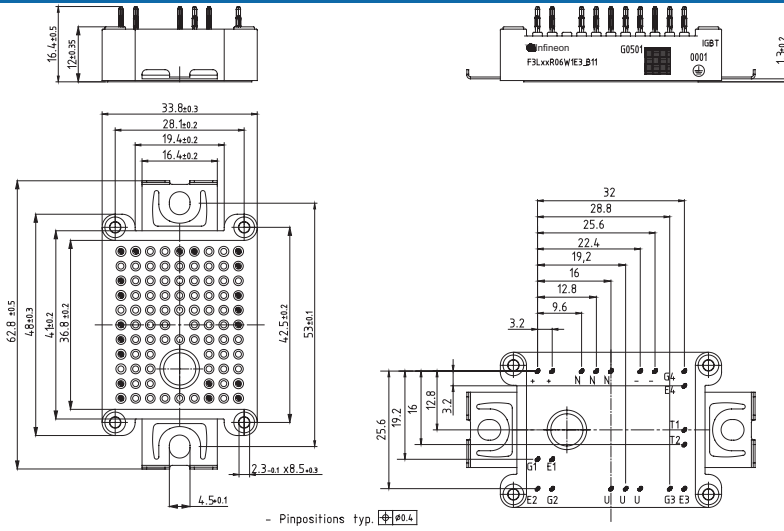 16.4±0.5
12±0.35
infineon
G0501
IGBT
F3LxxR06W1E3_B11
0001
1.3±0.2
33.8±0.3
28.1±0.2
19.4±0.2
16.4±0.2
62.8 ±0.5
48±0.3
41±0.2
36.8 ±0.2
42.5±0.2
53±0.1
2.3-0.1 x8.5+0.3
4.5+0.1
32
28.8
25.6
22.4
19,2
16
12.8
9.6
3.2
25.6
19.2
16
12.8
3.2
+ + N N N - - G4
E4
T1
T2
G1 E1
E2 G2 U U U G3 E3
- Pinpositions typ. ⌖ ø0.4